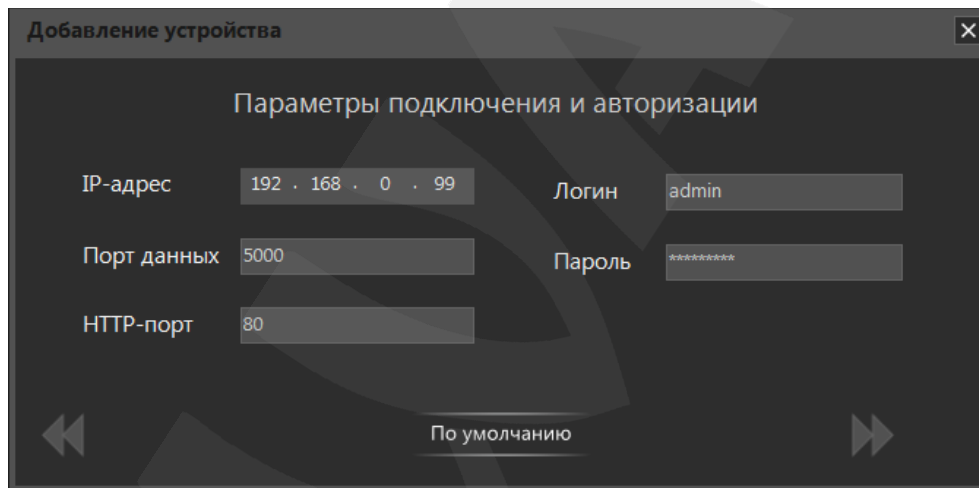 Добавление устройства
Параметры подключения и авторизации
IP-адрес 192 . 168 . 0 . 99
Логин admin
Порт данных 5000
Пароль *********
HTTP-порт 80
По умолчанию